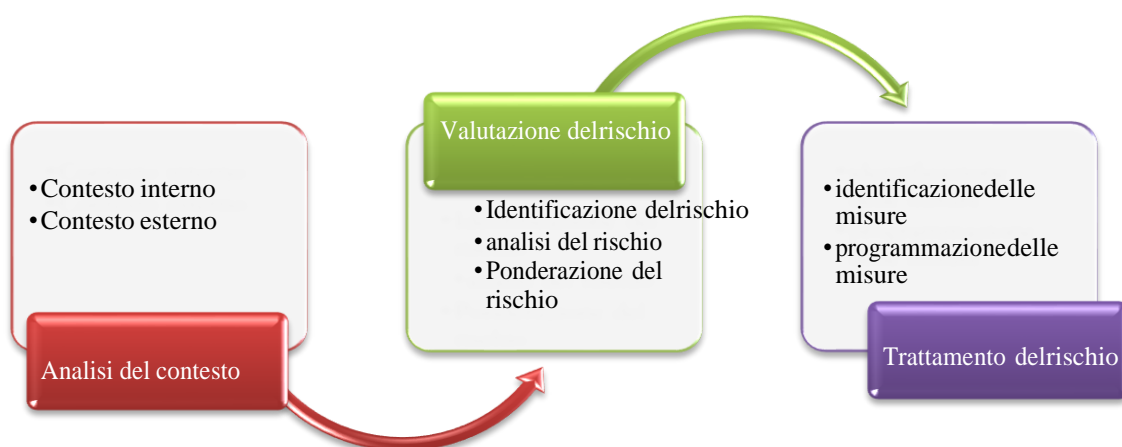 • Contesto interno
• Contesto esterno
Analisi del contesto
Valutazione delrischio
• Identificazione delrischio
• analisi del rischio
• Ponderazione del
rischio
• identificazionedelle
misure
• programmazionedelle
misure
Trattamento delrischio